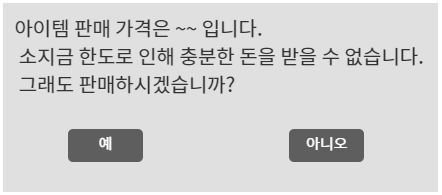 아이템 판매 가격은 ~~ 입니다.
소지금 한도로 인해 충분한 돈을 받을 수 없습니다.
그래도 판매하시겠습니까?
예
아니오